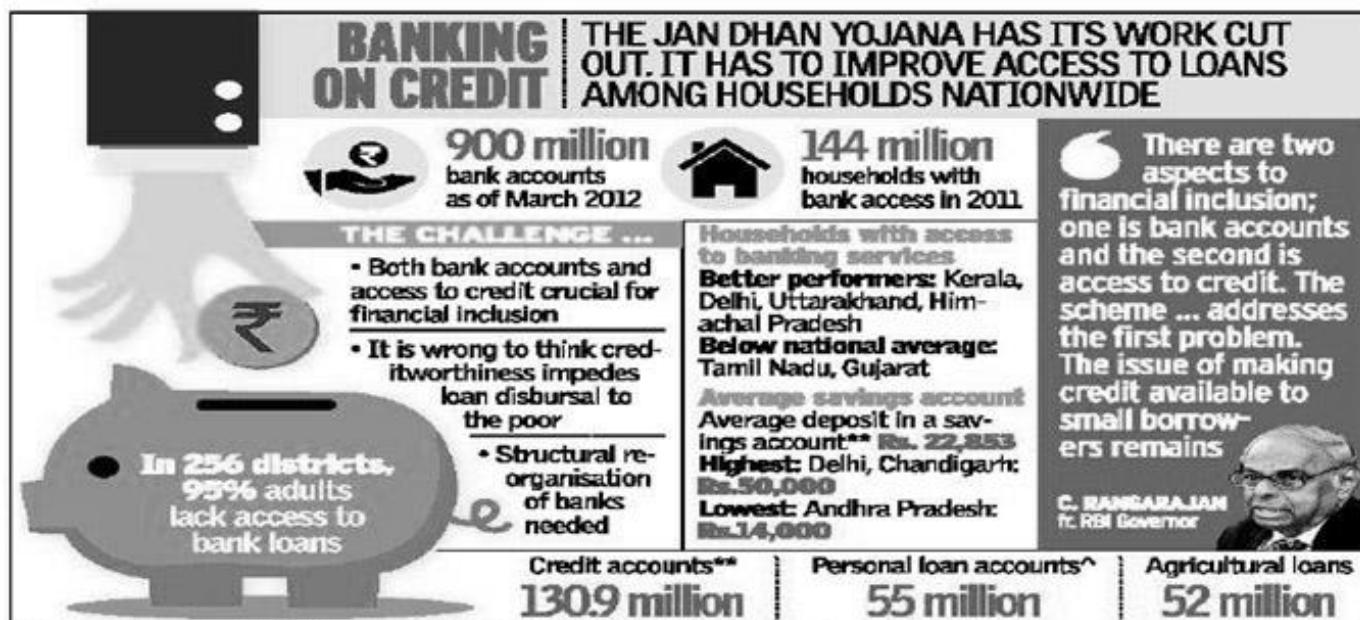 BANKING
ON CREDIT
THE JAN DHAN YOJANA HAS ITS WORK CUT
OUT. IT HAS TO IMPROVE ACCESS TO LOANS
AMONG HOUSEHOLDS NATIONWIDE
₹
900 million
bank accounts
as of March 2012
144 million
households with
bank access in 2011
THE CHALLENGE ...
• Both bank accounts and
access to credit crucial for
financial inclusion
• It is wrong to think cred-
itworthiness impedes
loan disbursal to
the poor
• Structural re-
organisation
of banks
needed
₹
In 256 districts,
95% adults
lack access to
bank loans
Households with access
to banking services
Better performers: Kerala,
Delhi, Uttarakhand, Him-
achal Pradesh
Below national average:
Tamil Nadu, Gujarat
Average savings account
Average deposit in a sav-
ings account** Rs. 22,853
Highest: Delhi, Chandigarh:
Rs.50,000
Lowest: Andhra Pradesh:
Rs.14,000
There are two
aspects to
financial inclusion;
one is bank accounts
and the second is
access to credit. The
scheme ... addresses
the first problem.
The issue of making
credit available to
small borrow-
ers remains
C. RANGARAJAN
fr. RBI Governor
Credit accounts**
130.9 million
Personal loan accounts^
55 million
Agricultural loans
52 million